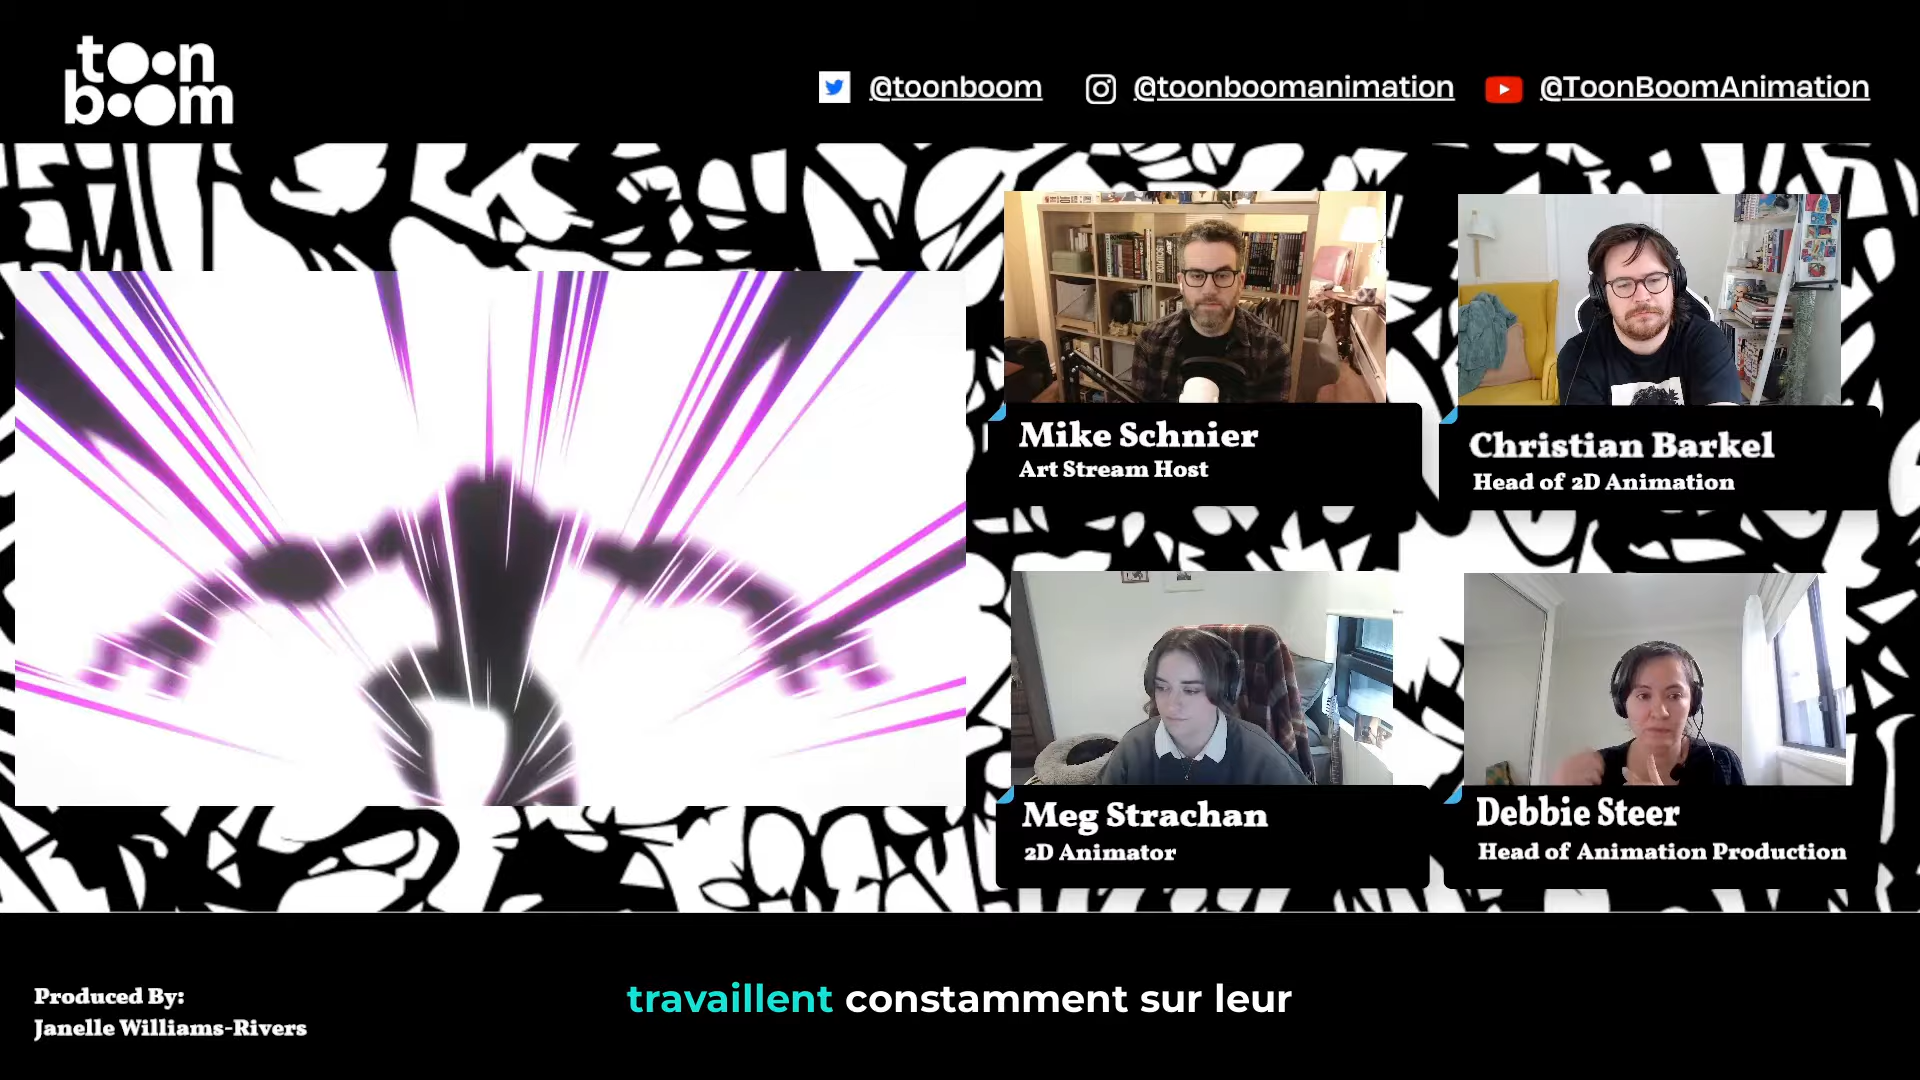 toon
boom
@toonboom
@toonboomanimation
@ToonBoomAnimation
Mike Schnier
Art Stream Host
Christian Barkel
Head of 2D Animation
Meg Strachan
2D Animator
Debbie Steer
Head of Animation Production
Produced By:
Janelle Williams-Rivers
travaillent constamment sur leur